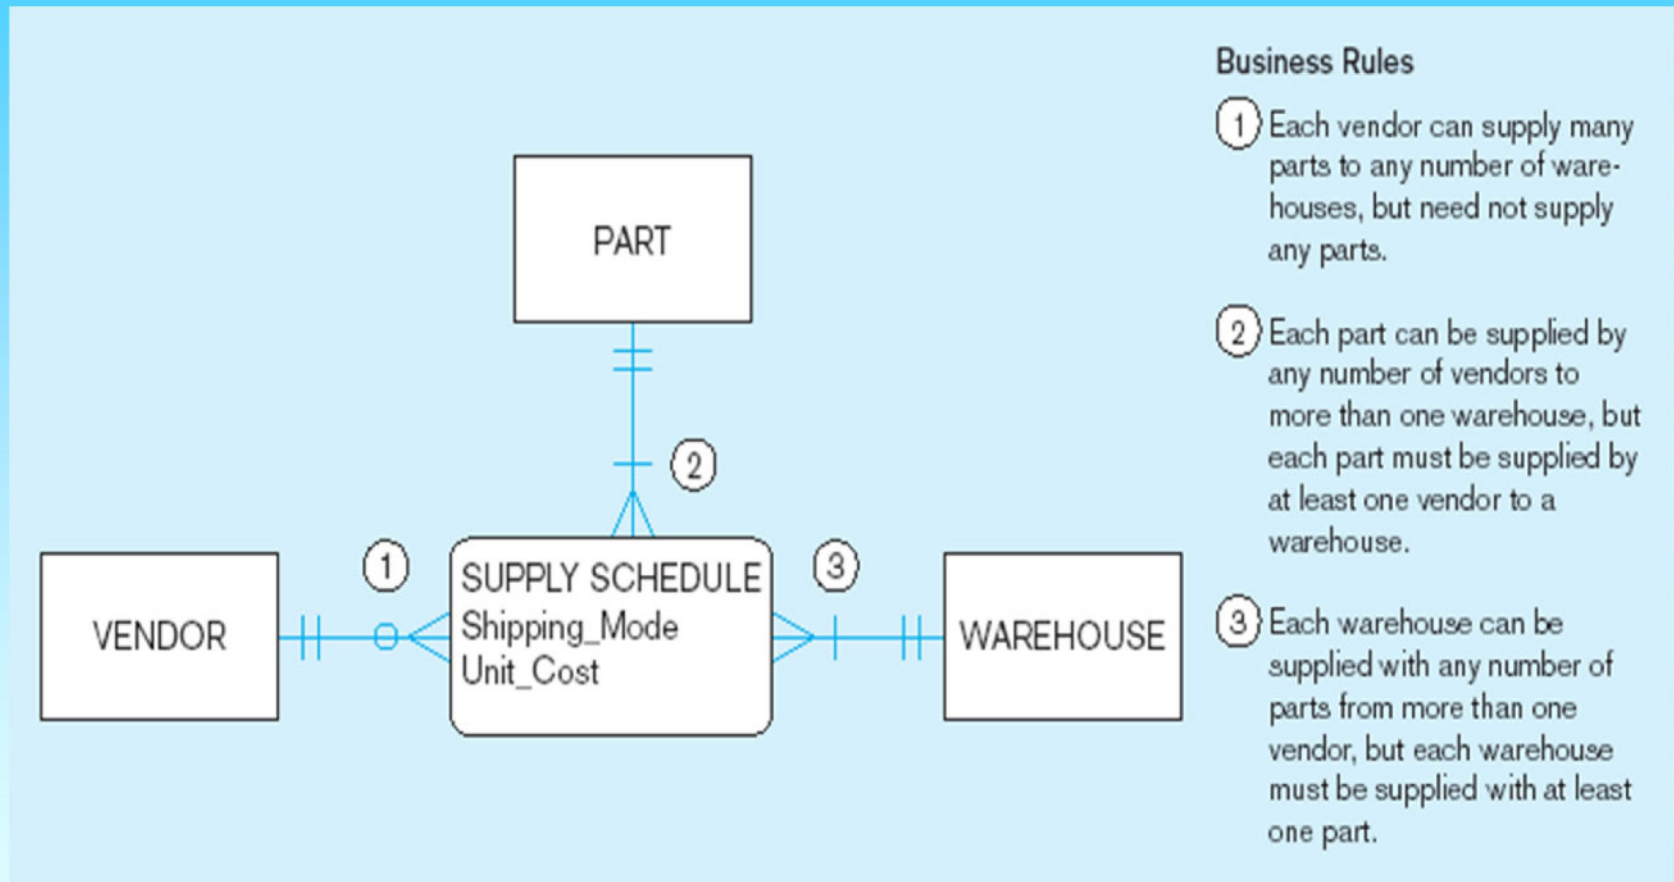 PART
2
1
VENDOR
SUPPLY SCHEDULE
Shipping_Mode
Unit_Cost
3
WAREHOUSE
Business Rules
1 Each vendor can supply many
parts to any number of ware-
houses, but need not supply
any parts.
2 Each part can be supplied by
any number of vendors to
more than one warehouse, but
each part must be supplied by
at least one vendor to a
warehouse.
3 Each warehouse can be
supplied with any number of
parts from more than one
vendor, but each warehouse
must be supplied with at least
one part.